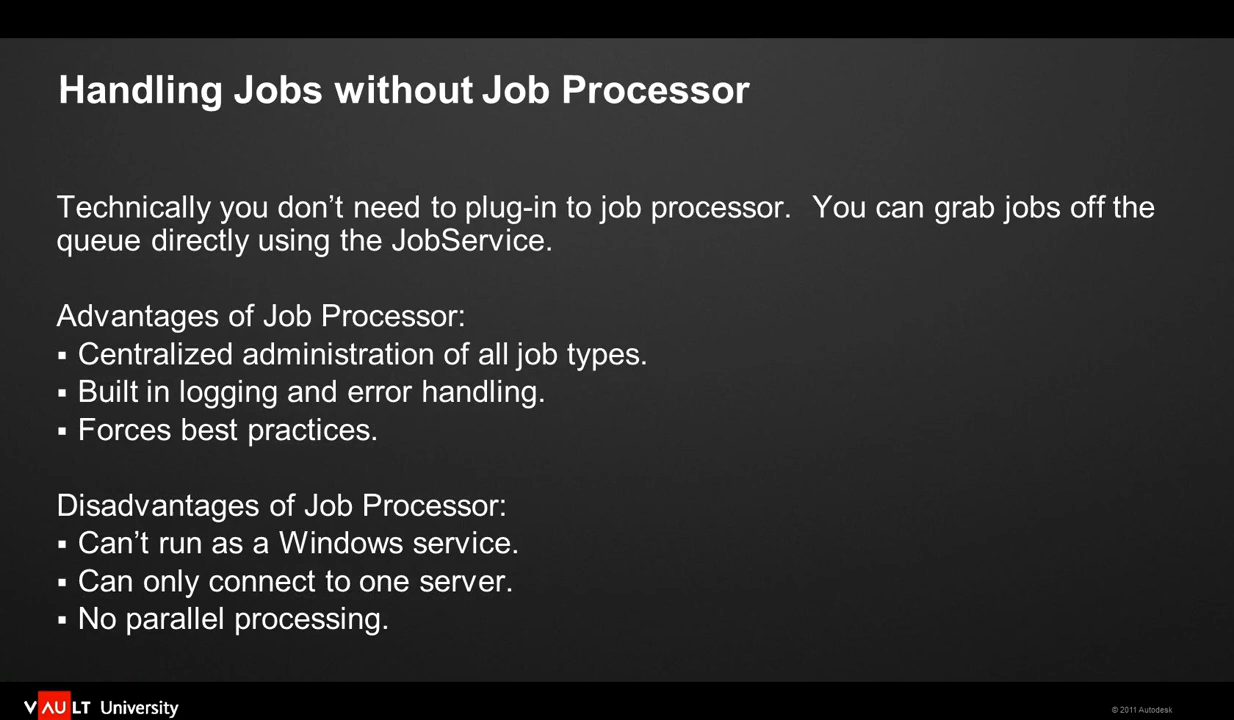 Handling Jobs without Job Processor
Technically you don’t need to plug-in to job processor.  You can grab jobs off the
queue directly using the JobService.
Advantages of Job Processor:
▪ Centralized administration of all job types.
▪ Built in logging and error handling.
▪ Forces best practices.
Disadvantages of Job Processor:
▪ Can’t run as a Windows service.
▪ Can only connect to one server.
▪ No parallel processing.
VAULT University
© 2011 Autodesk